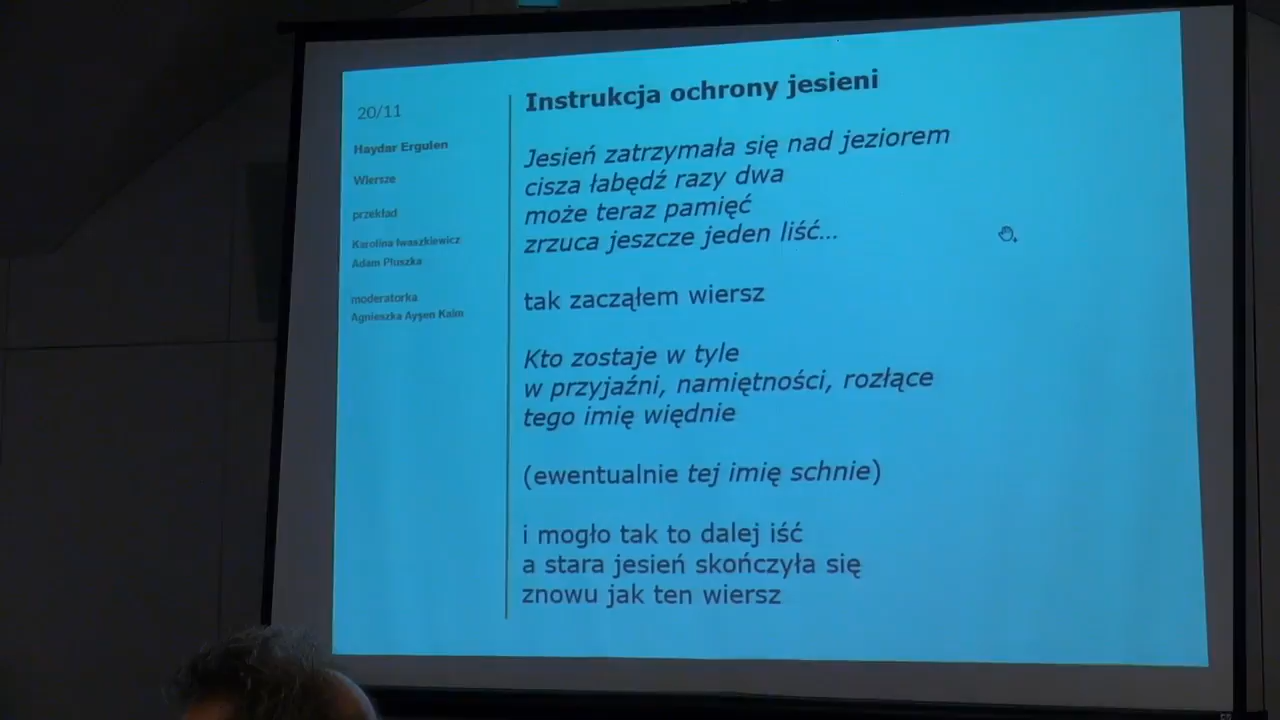 20/11
Haydar Ergulen
Wiersze
przekład
Karolina Iwaszkiewicz
Adam Pluszka
moderatorka
Agnieszka Ayşen Kaim
Instrukcja ochrony jesieni
Jesień zatrzymała się nad jeziorem
cisza łabędź razy dwa
może teraz pamięć
zrzuca jeszcze jeden liść...
tak zacząłem wiersz
Kto zostaje w tyle
w przyjaźni, namiętności, rozłące
tego imię więdnie
(ewentualnie tej imię schnie)
i mogło tak to dalej iść
a stara jesień skończyła się
znowu jak ten wiersz